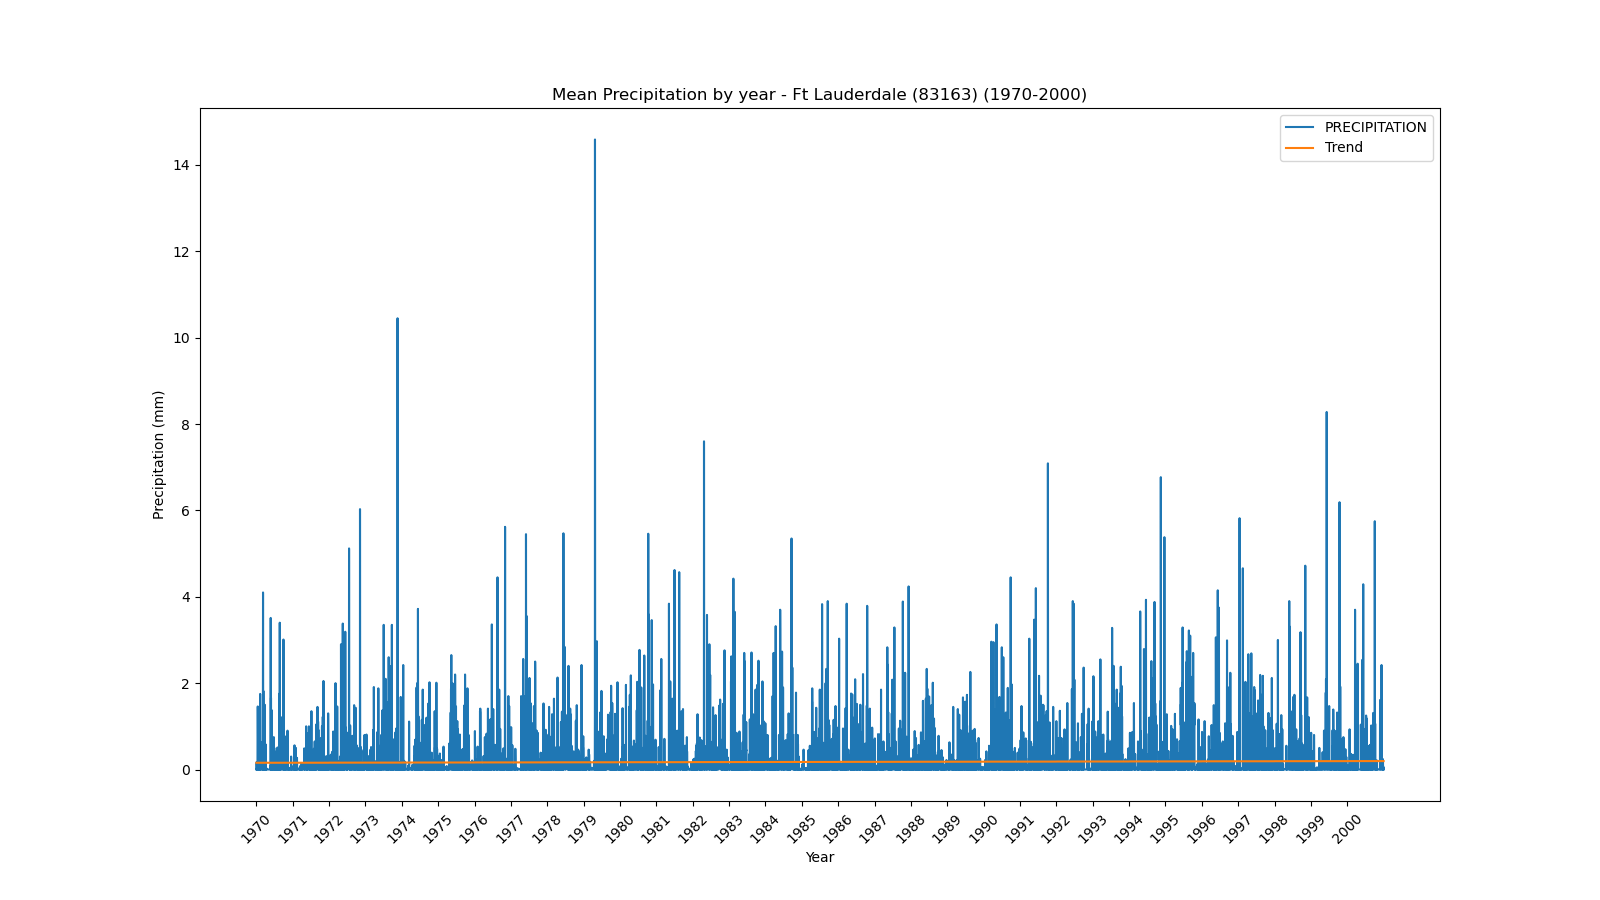 Mean Precipitation by year - Ft Lauderdale (83163) (1970-2000)
PRECIPITATION
Trend
14
12
10
8
6
4
2
0
Precipitation (mm)
1970 1971 1972 1973 1974 1975 1976 1977 1978 1979 1980 1981 1982 1983 1984 1985 1986 1987 1988 1989 1990 1991 1992 1993 1994 1995 1996 1997 1998 1999 2000
Year